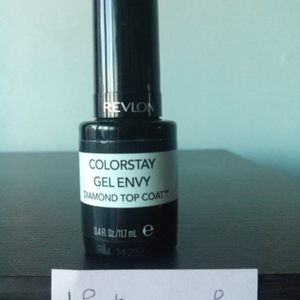 REVLON
COLORSTAY
GEL ENVY
DIAMOND TOP COAT™
0.4 Fl. Oz./11.7 mL e